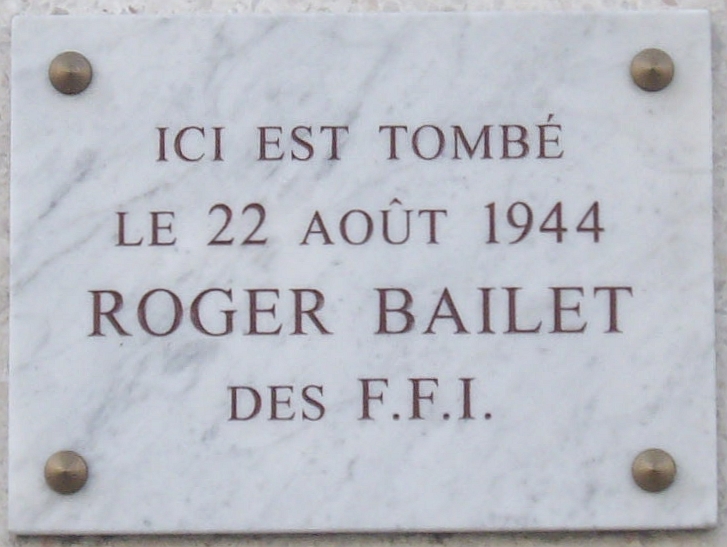 ICI EST TOMBÉ
LE 22 AOÛT 1944
ROGER BAILET
DES F.F.I.